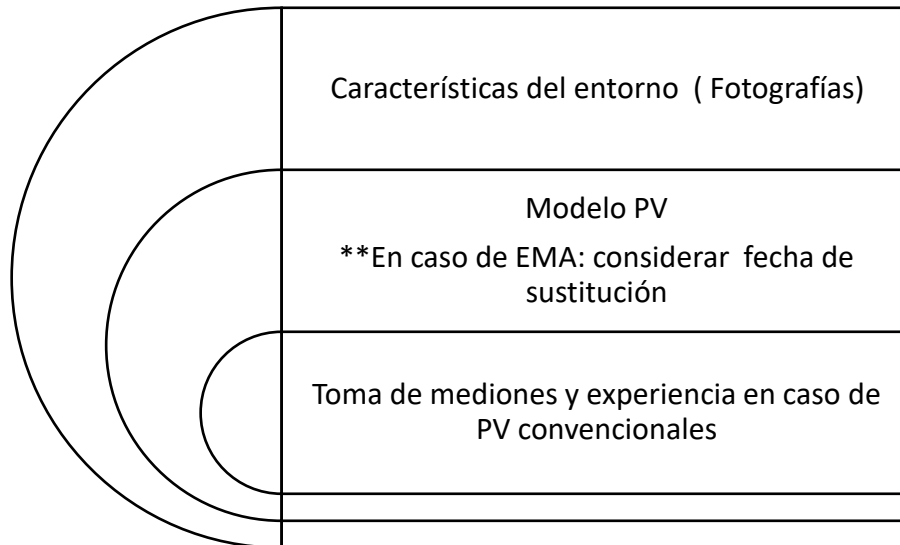 Caractérísticas del entorno ( Fotografías)
Modelo PV
**En caso de EMA: considerar fecha de
sustitución
Toma de mediones y experiencia en caso de
PV convencionales